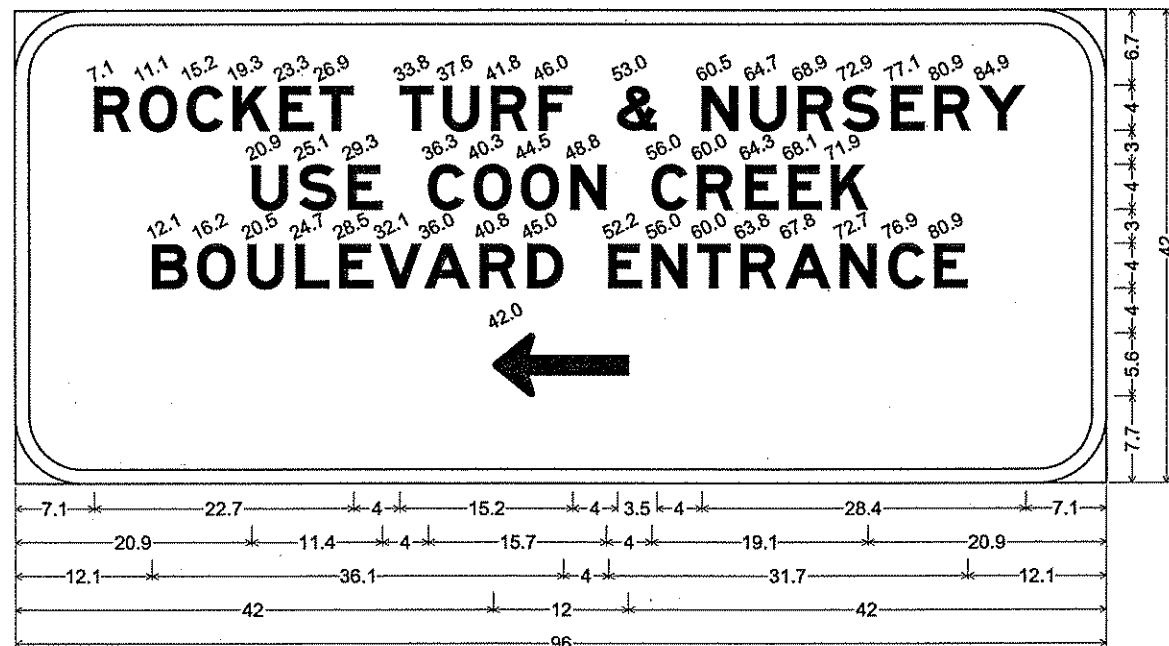 7.1 11.1 15.2 19.3 23.3 26.9 33.8 37.6 41.8 46.0 53.0 60.5 64.7 68.9 72.9 77.1 80.9 84.9
ROCKET TURF & NURSERY
20.9 25.1 29.3 36.3 40.3 44.5 48.8 56.0 60.0 64.3 68.1 71.9
USE COON CREEK
12.1 16.2 20.5 24.7 28.5 32.1 36.0 40.8 45.0 52.2 56.0 60.0 63.8 67.8 72.7 76.9 80.9
BOULEVARD ENTRANCE
42.0
6.7 4 3 4 3 4 4 5.6 7.7
42
7.1 22.7 4 15.2 4 3.5 4 28.4 7.1
20.9 11.4 4 15.7 4 19.1 20.9
12.1 36.1 4 31.7 12.1
42 12 42
96